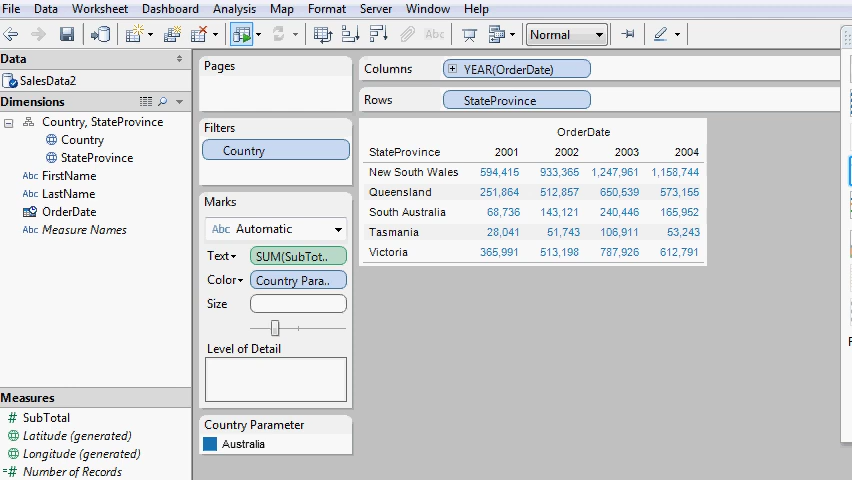 File Data Worksheet Dashboard Analysis Map Format Server Window Help
Abc Normal
Data
SalesData2
Dimensions
Country, StateProvince
Country
StateProvince
Abc FirstName
Abc LastName
OrderDate
Abc Measure Names
Measures
# SubTotal
Latitude (generated)
Longitude (generated)
=# Number of Records
Pages
Filters
Country
Marks
Abc Automatic
Text SUM(SubTot..
Color Country Para..
Size
Level of Detail
Country Parameter
Australia
Columns YEAR(OrderDate)
Rows StateProvince
OrderDate
StateProvince 2001 2002 2003 2004
New South Wales 594,415 933,365 1,247,961 1,158,744
Queensland 251,864 512,857 650,539 573,155
South Australia 68,736 143,121 240,446 165,952
Tasmania 28,041 51,743 106,911 53,243
Victoria 365,991 513,198 787,926 612,791